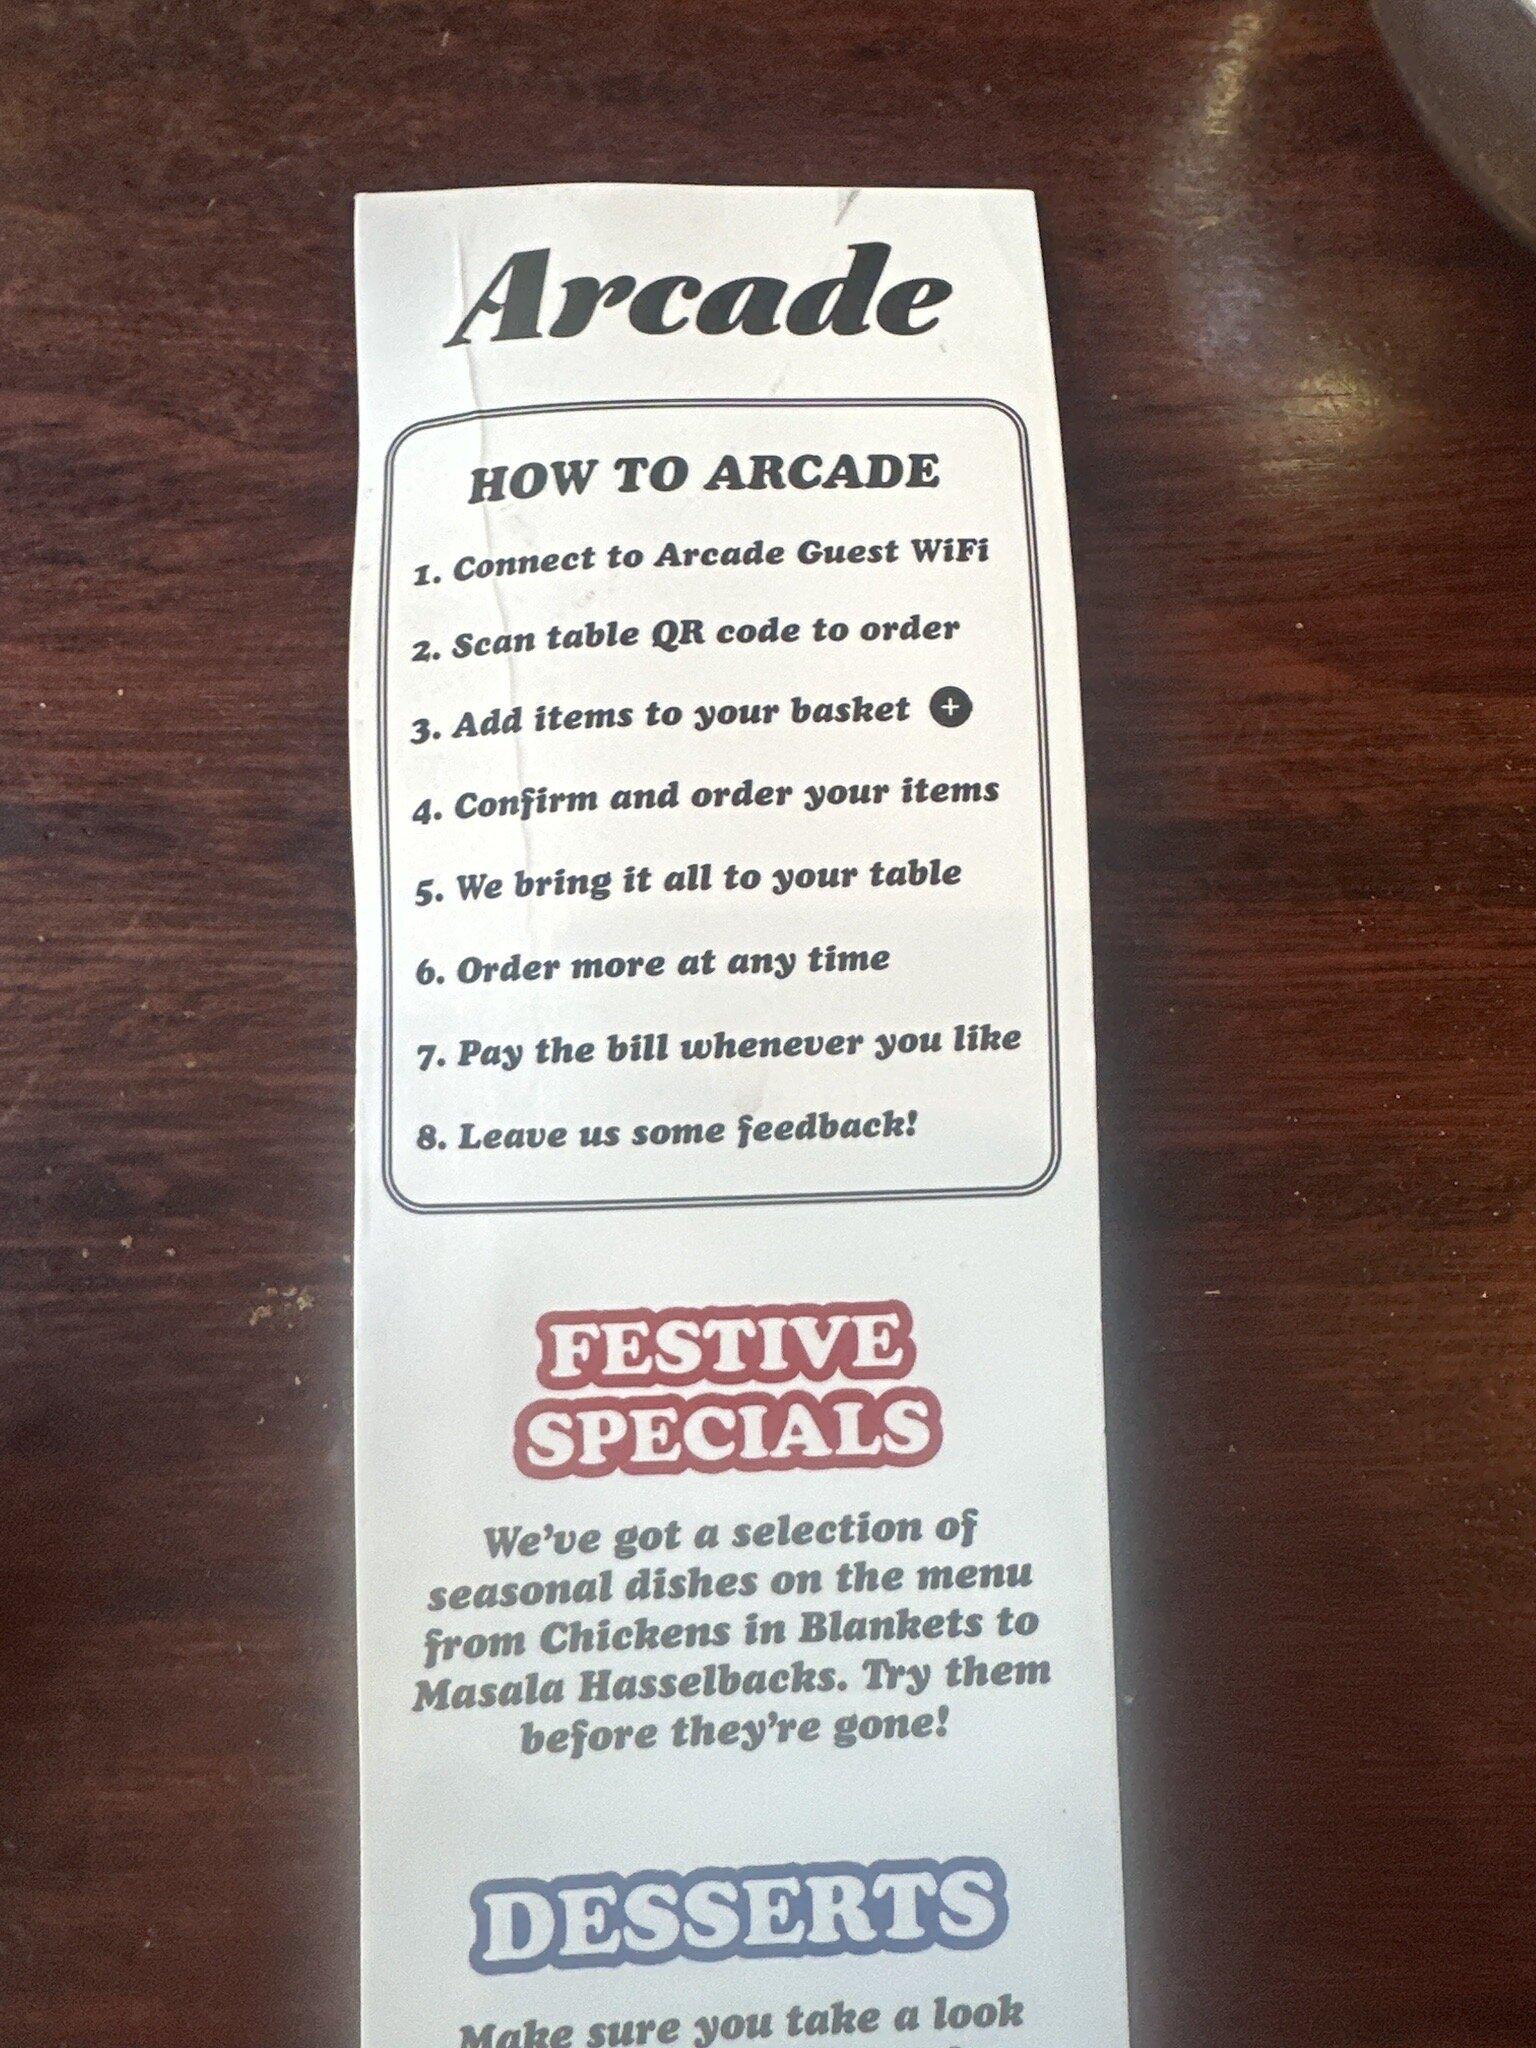 Arcade
HOW TO ARCADE
1. Connect to Arcade Guest WiFi
2. Scan table QR code to order
3. Add items to your basket +
4. Confirm and order your items
5. We bring it all to your table
6. Order more at any time
7. Pay the bill whenever you like
8. Leave us some feedback!
FESTIVE
SPECIALS
We've got a selection of
seasonal dishes on the menu
from Chickens in Blankets to
Masala Hasselbacks. Try them
before they're gone!
DESSERTS
Make sure you take a look